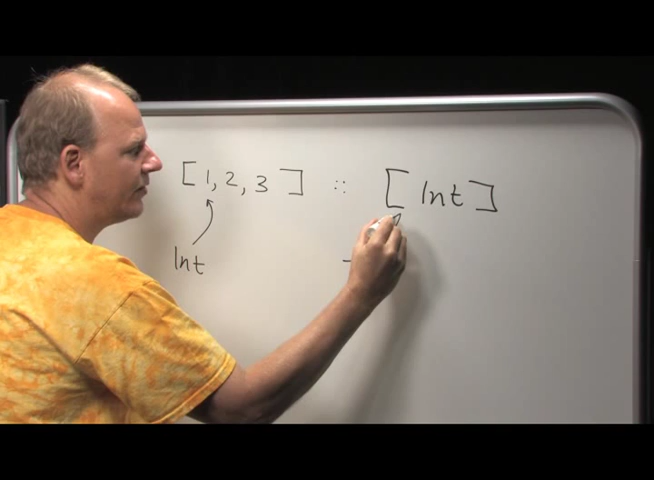 [ 1, 2, 3 ] :: [ Int ]
Int